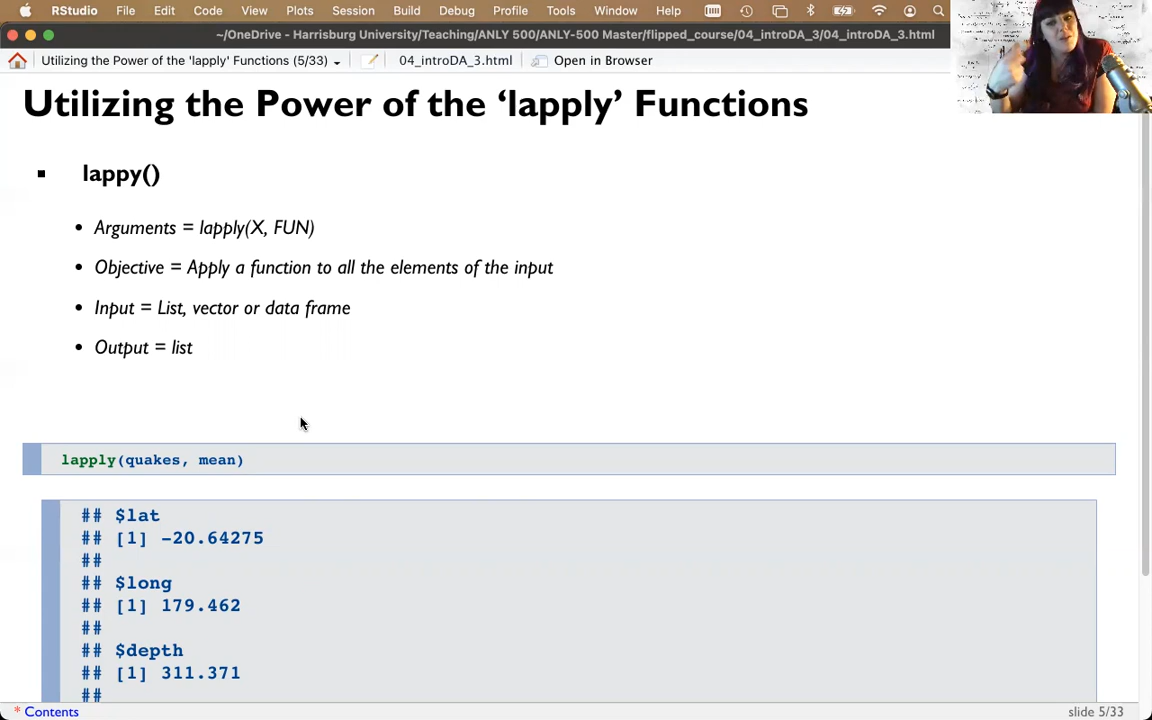 RStudio File Edit Code View Plots Session Build Debug Profile Tools Window Help
~/OneDrive - Harrisburg University/Teaching/ANLY 500/ANLY-500 Master/flipped_course/04_introDA_3/04_introDA_3.html
Utilizing the Power of the 'lapply' Functions (5/33) 04_introDA_3.html Open in Browser
Utilizing the Power of the ‘lapply’ Functions
▪ lappy()
• Arguments = lapply(X, FUN)
• Objective = Apply a function to all the elements of the input
• Input = List, vector or data frame
• Output = list
lapply(quakes, mean)
## $lat
## [1] -20.64275
##
## $long
## [1] 179.462
##
## $depth
## [1] 311.371
##
* Contents slide 5/33